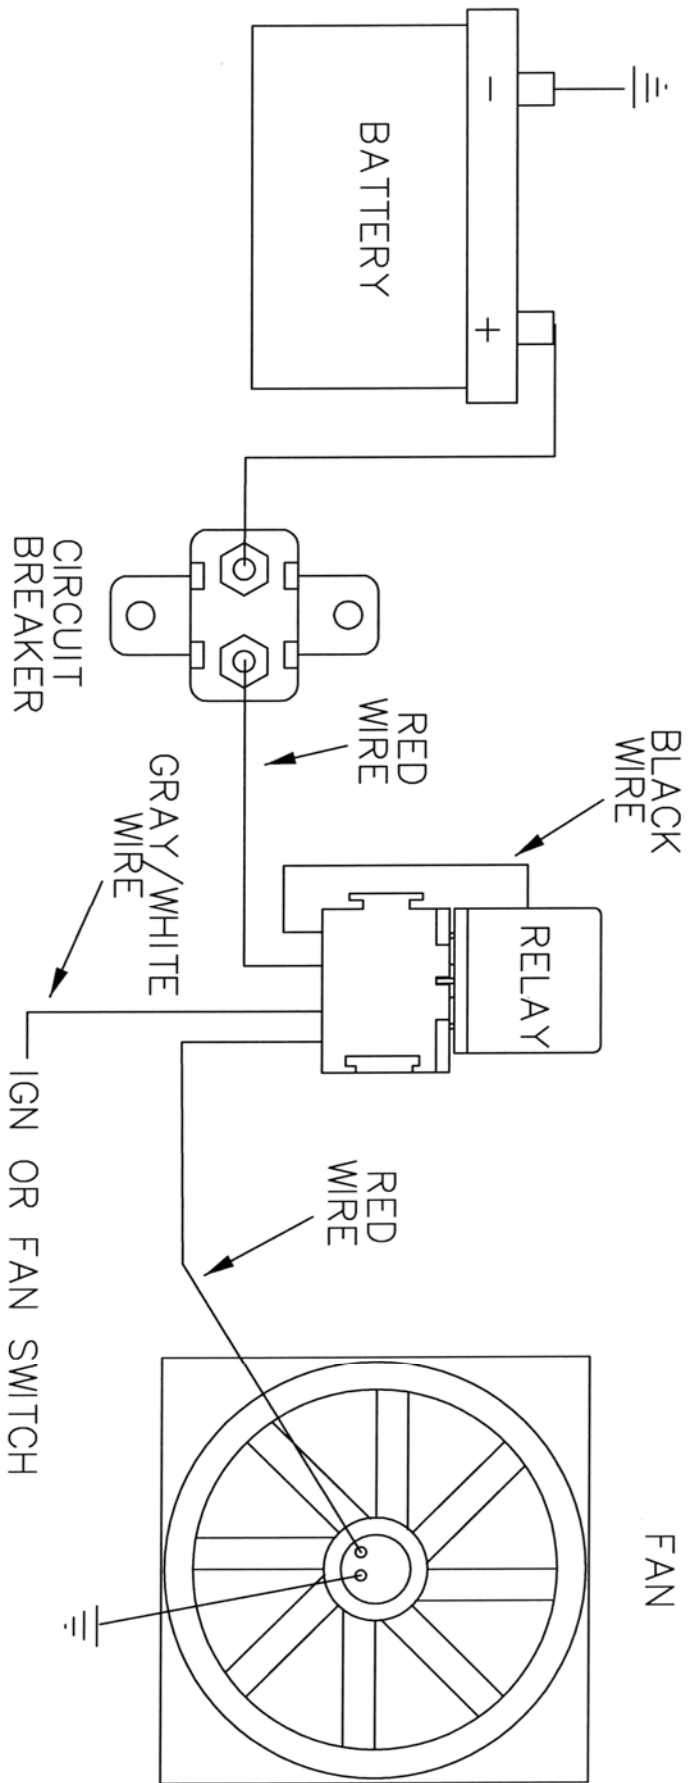 -
BATTERY
+
CIRCUIT
BREAKER
RED
WIRE
BLACK
WIRE
GRAY/WHITE
WIRE
RELAY
IGN OR FAN SWITCH
RED
WIRE
FAN